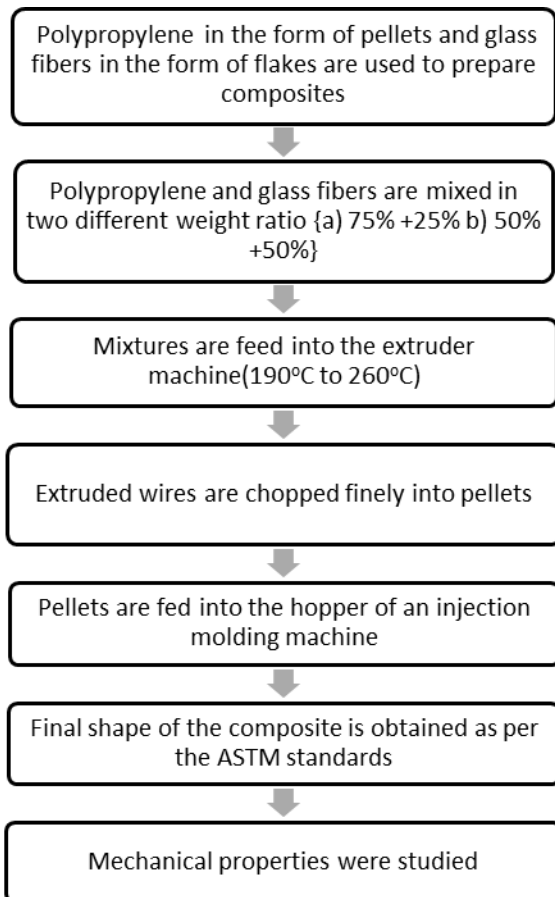 Polypropylene in the form of pellets and glass
fibers in the form of flakes are used to prepare
composites
Polypropylene and glass fibers are mixed in
two different weight ratio {a) 75% +25% b) 50%
+50%}
Mixtures are feed into the extruder
machine(190°C to 260°C)
Extruded wires are chopped finely into pellets
Pellets are fed into the hopper of an injection
molding machine
Final shape of the composite is obtained as per
the ASTM standards
Mechanical properties were studied